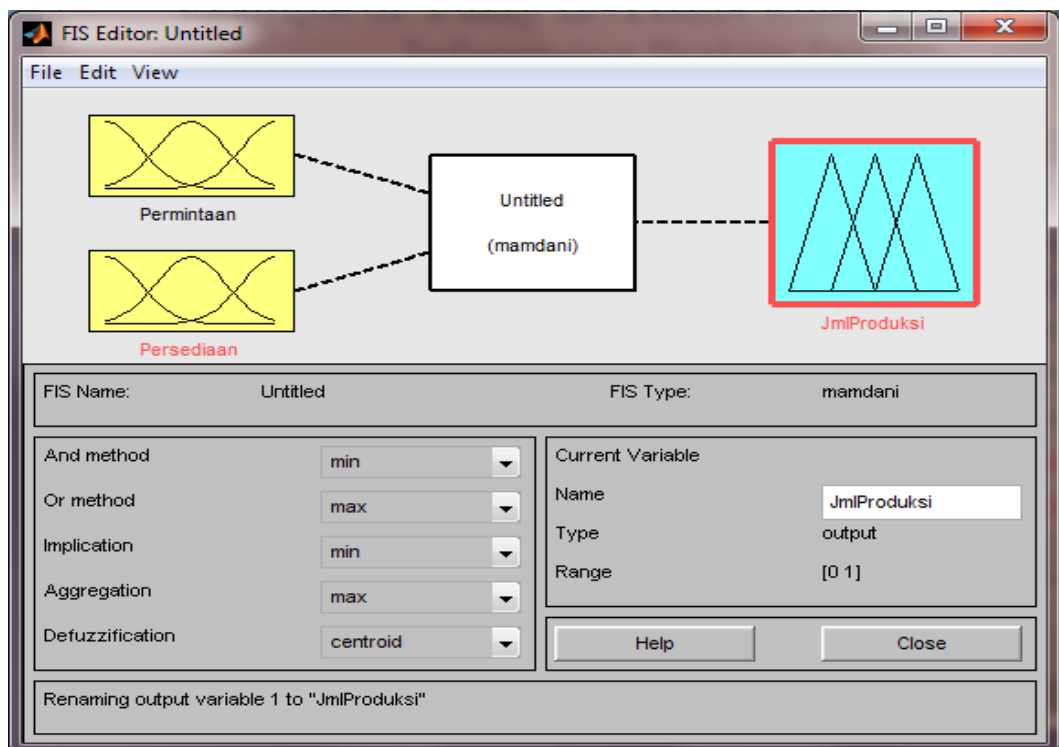 FIS Editor: Untitled
File Edit View
Permintaan
Persediaan
Untitled
(mamdani)
JmlProduksi
FIS Name: Untitled FIS Type: mamdani
And method min
Or method max
Implication min
Aggregation max
Defuzzification centroid
Current Variable
Name JmlProduksi
Type output
Range [0 1]
Help Close
Renaming output variable 1 to "JmlProduksi"